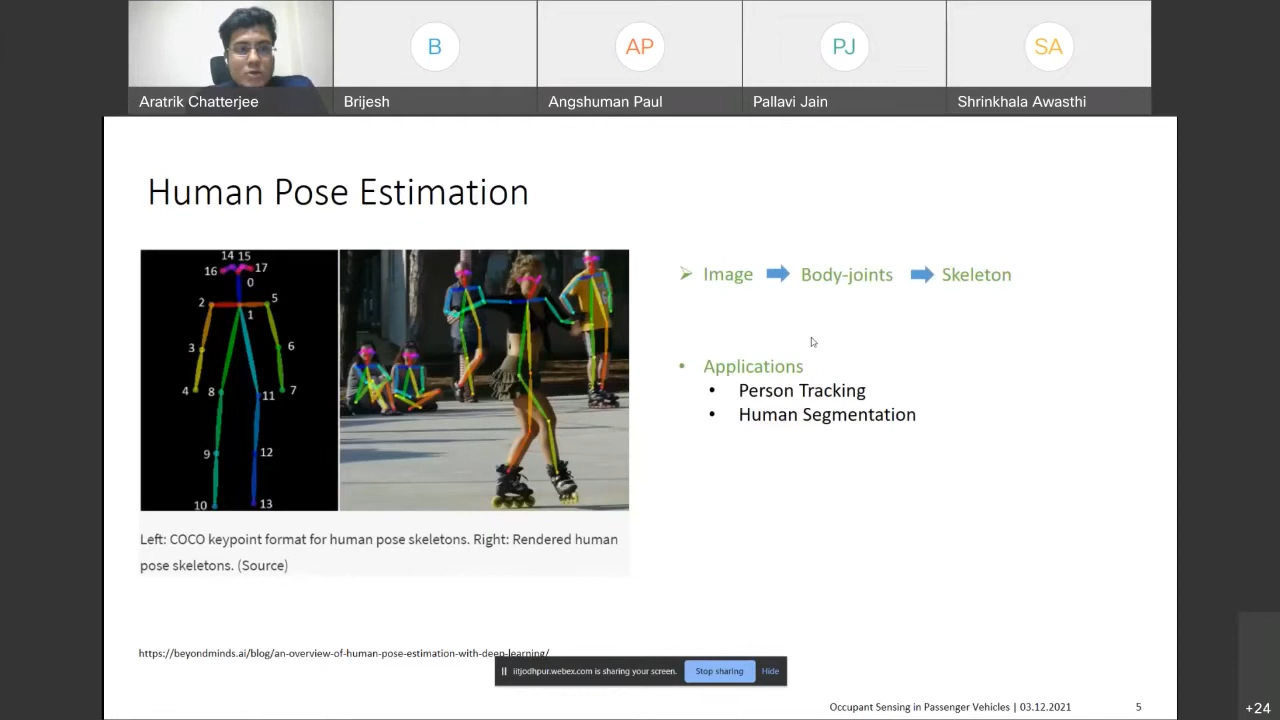 B
AP
PJ
SA
Aratrik Chatterjee
Brijesh
Angshuman Paul
Pallavi Jain
Shrinkhala Awasthi
Human Pose Estimation
14 15
16 17
0
2 5
1
3 6
4 7
8 11
9 12
10 13
Left: COCO keypoint format for human pose skeletons. Right: Rendered human
pose skeletons. (Source)
Image Body-joints Skeleton
Applications
Person Tracking
Human Segmentation
https://beyondminds.ai/blog/an-overview-of-human-pose-estimation-with-deep-learning/
iitjodhpur.webex.com is sharing your screen. Stop sharing Hide
Occupant Sensing in Passenger Vehicles | 03.12.2021 5
+24